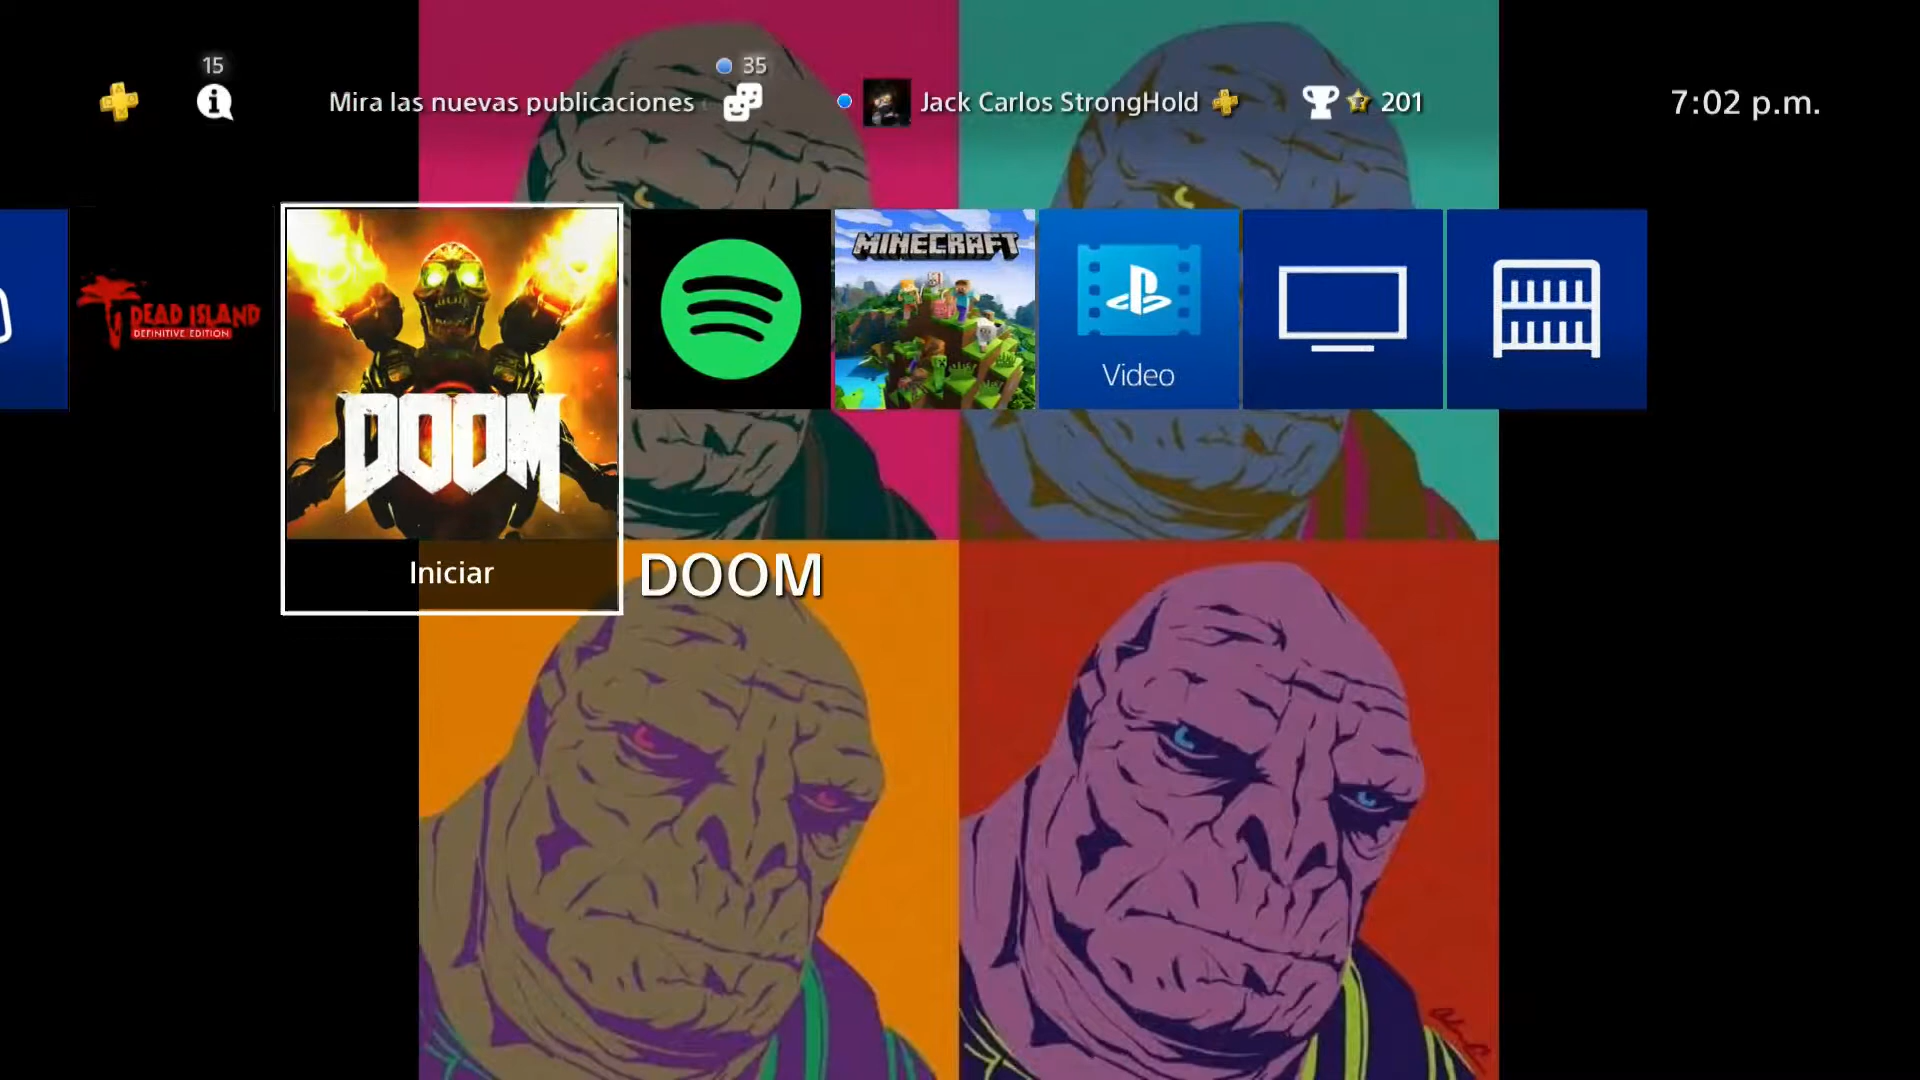 15
35
Mira las nuevas publicaciones
Jack Carlos StrongHold
201
7:02 p.m.
DEAD ISLAND
DEFINITIVE EDITION
DOOM
MINECRAFT
Video
Iniciar
DOOM